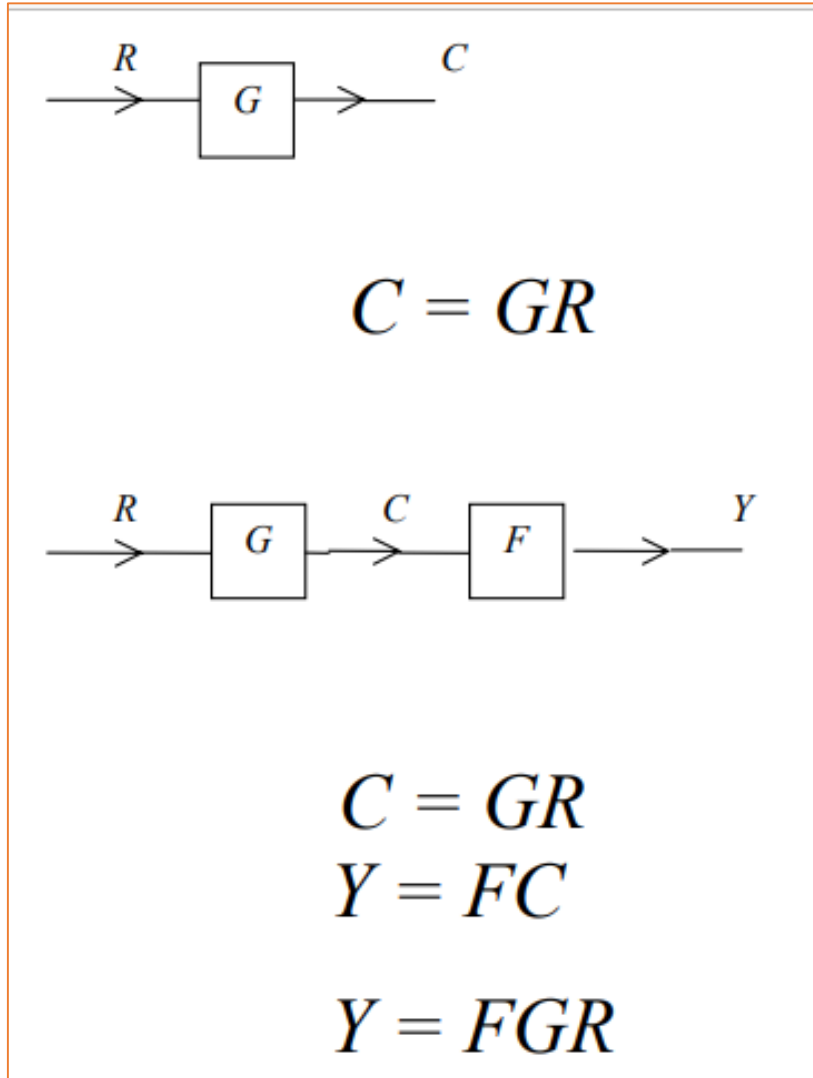 R C
G
C = GR
R C Y
G F
C = GR
Y = FC
Y = FGR